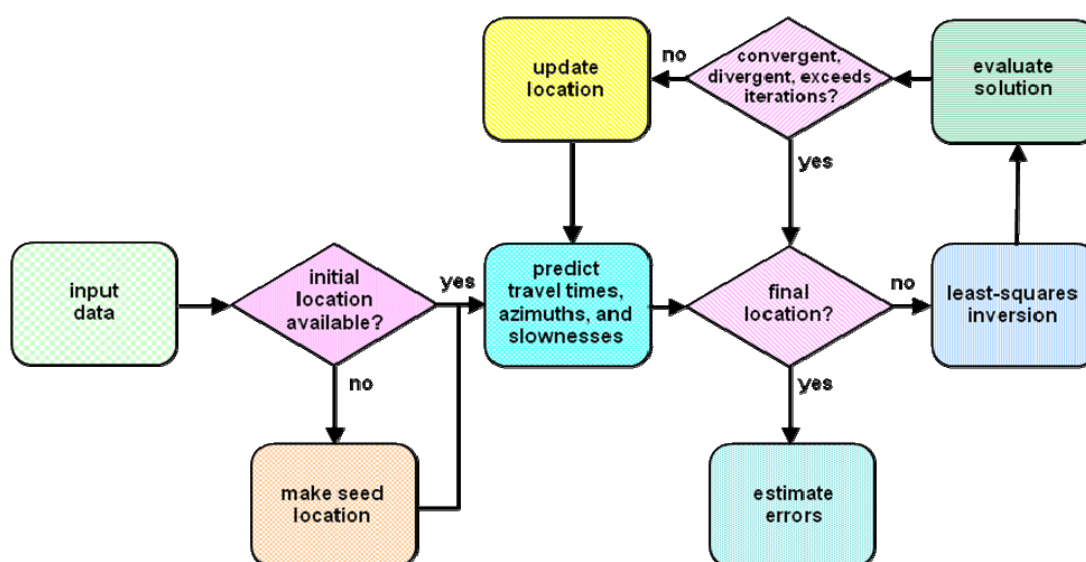 update
location
no
convergent,
divergent, exceeds
iterations?
evaluate
solution
yes
input
data
initial
location
available?
yes
predict
travel times,
azimuths, and
slownesses
final
location?
no
least-squares
inversion
no
yes
make seed
location
estimate
errors